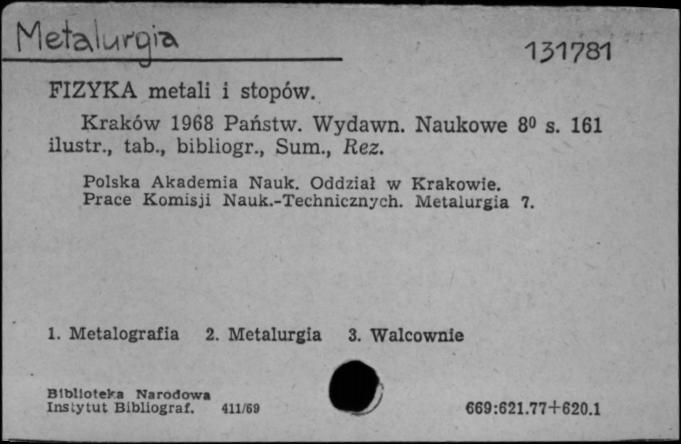 Metalurgia
131781
FIZYKA metali i stopów.
Kraków 1968 Państw. Wydawn. Naukowe 8⁰ s. 161
ilustr., tab., bibliogr., Sum., Rez.
Polska Akademia Nauk. Oddział w Krakowie.
Prace Komisji Nauk.-Technicznych. Metalurgia 7.
1. Metalografia 2. Metalurgia 3. Walcownie
Biblioteka Narodowa
Instytut Bibliograf. 411/69
669:621.77+620.1